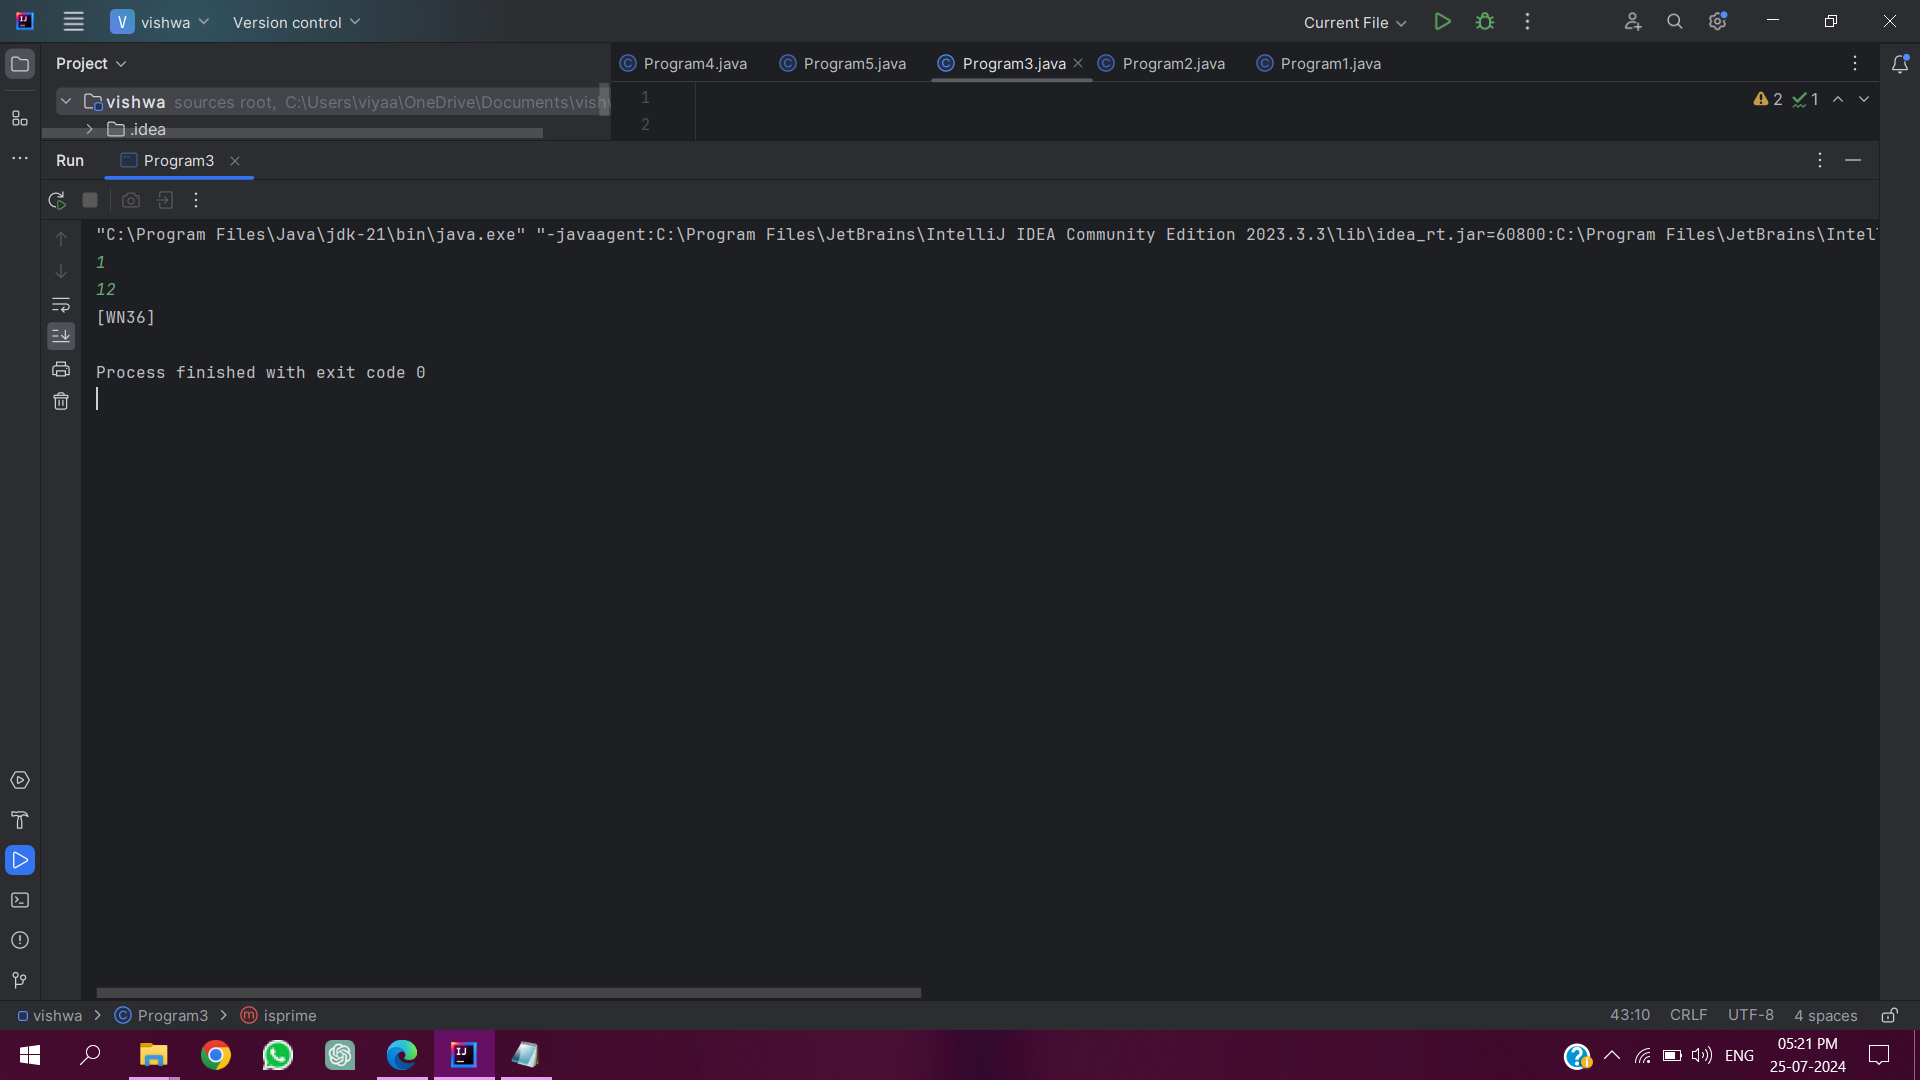 V vishwa Version control Current File
Project
Program4.java Program5.java Program3.java Program2.java Program1.java
vishwa sources root, C:\Users\viyaa\OneDrive\Documents\vish
.idea
1
2
2 1
Run Program3
"C:\Program Files\Java\jdk-21\bin\java.exe" "-javaagent:C:\Program Files\JetBrains\IntelliJ IDEA Community Edition 2023.3.3\lib\idea_rt.jar=60800:C:\Program Files\JetBrains\Intel
1
12
[WN36]
Process finished with exit code 0
vishwa Program3 isprime 43:10 CRLF UTF-8 4 spaces
ENG 05:21 PM
25-07-2024